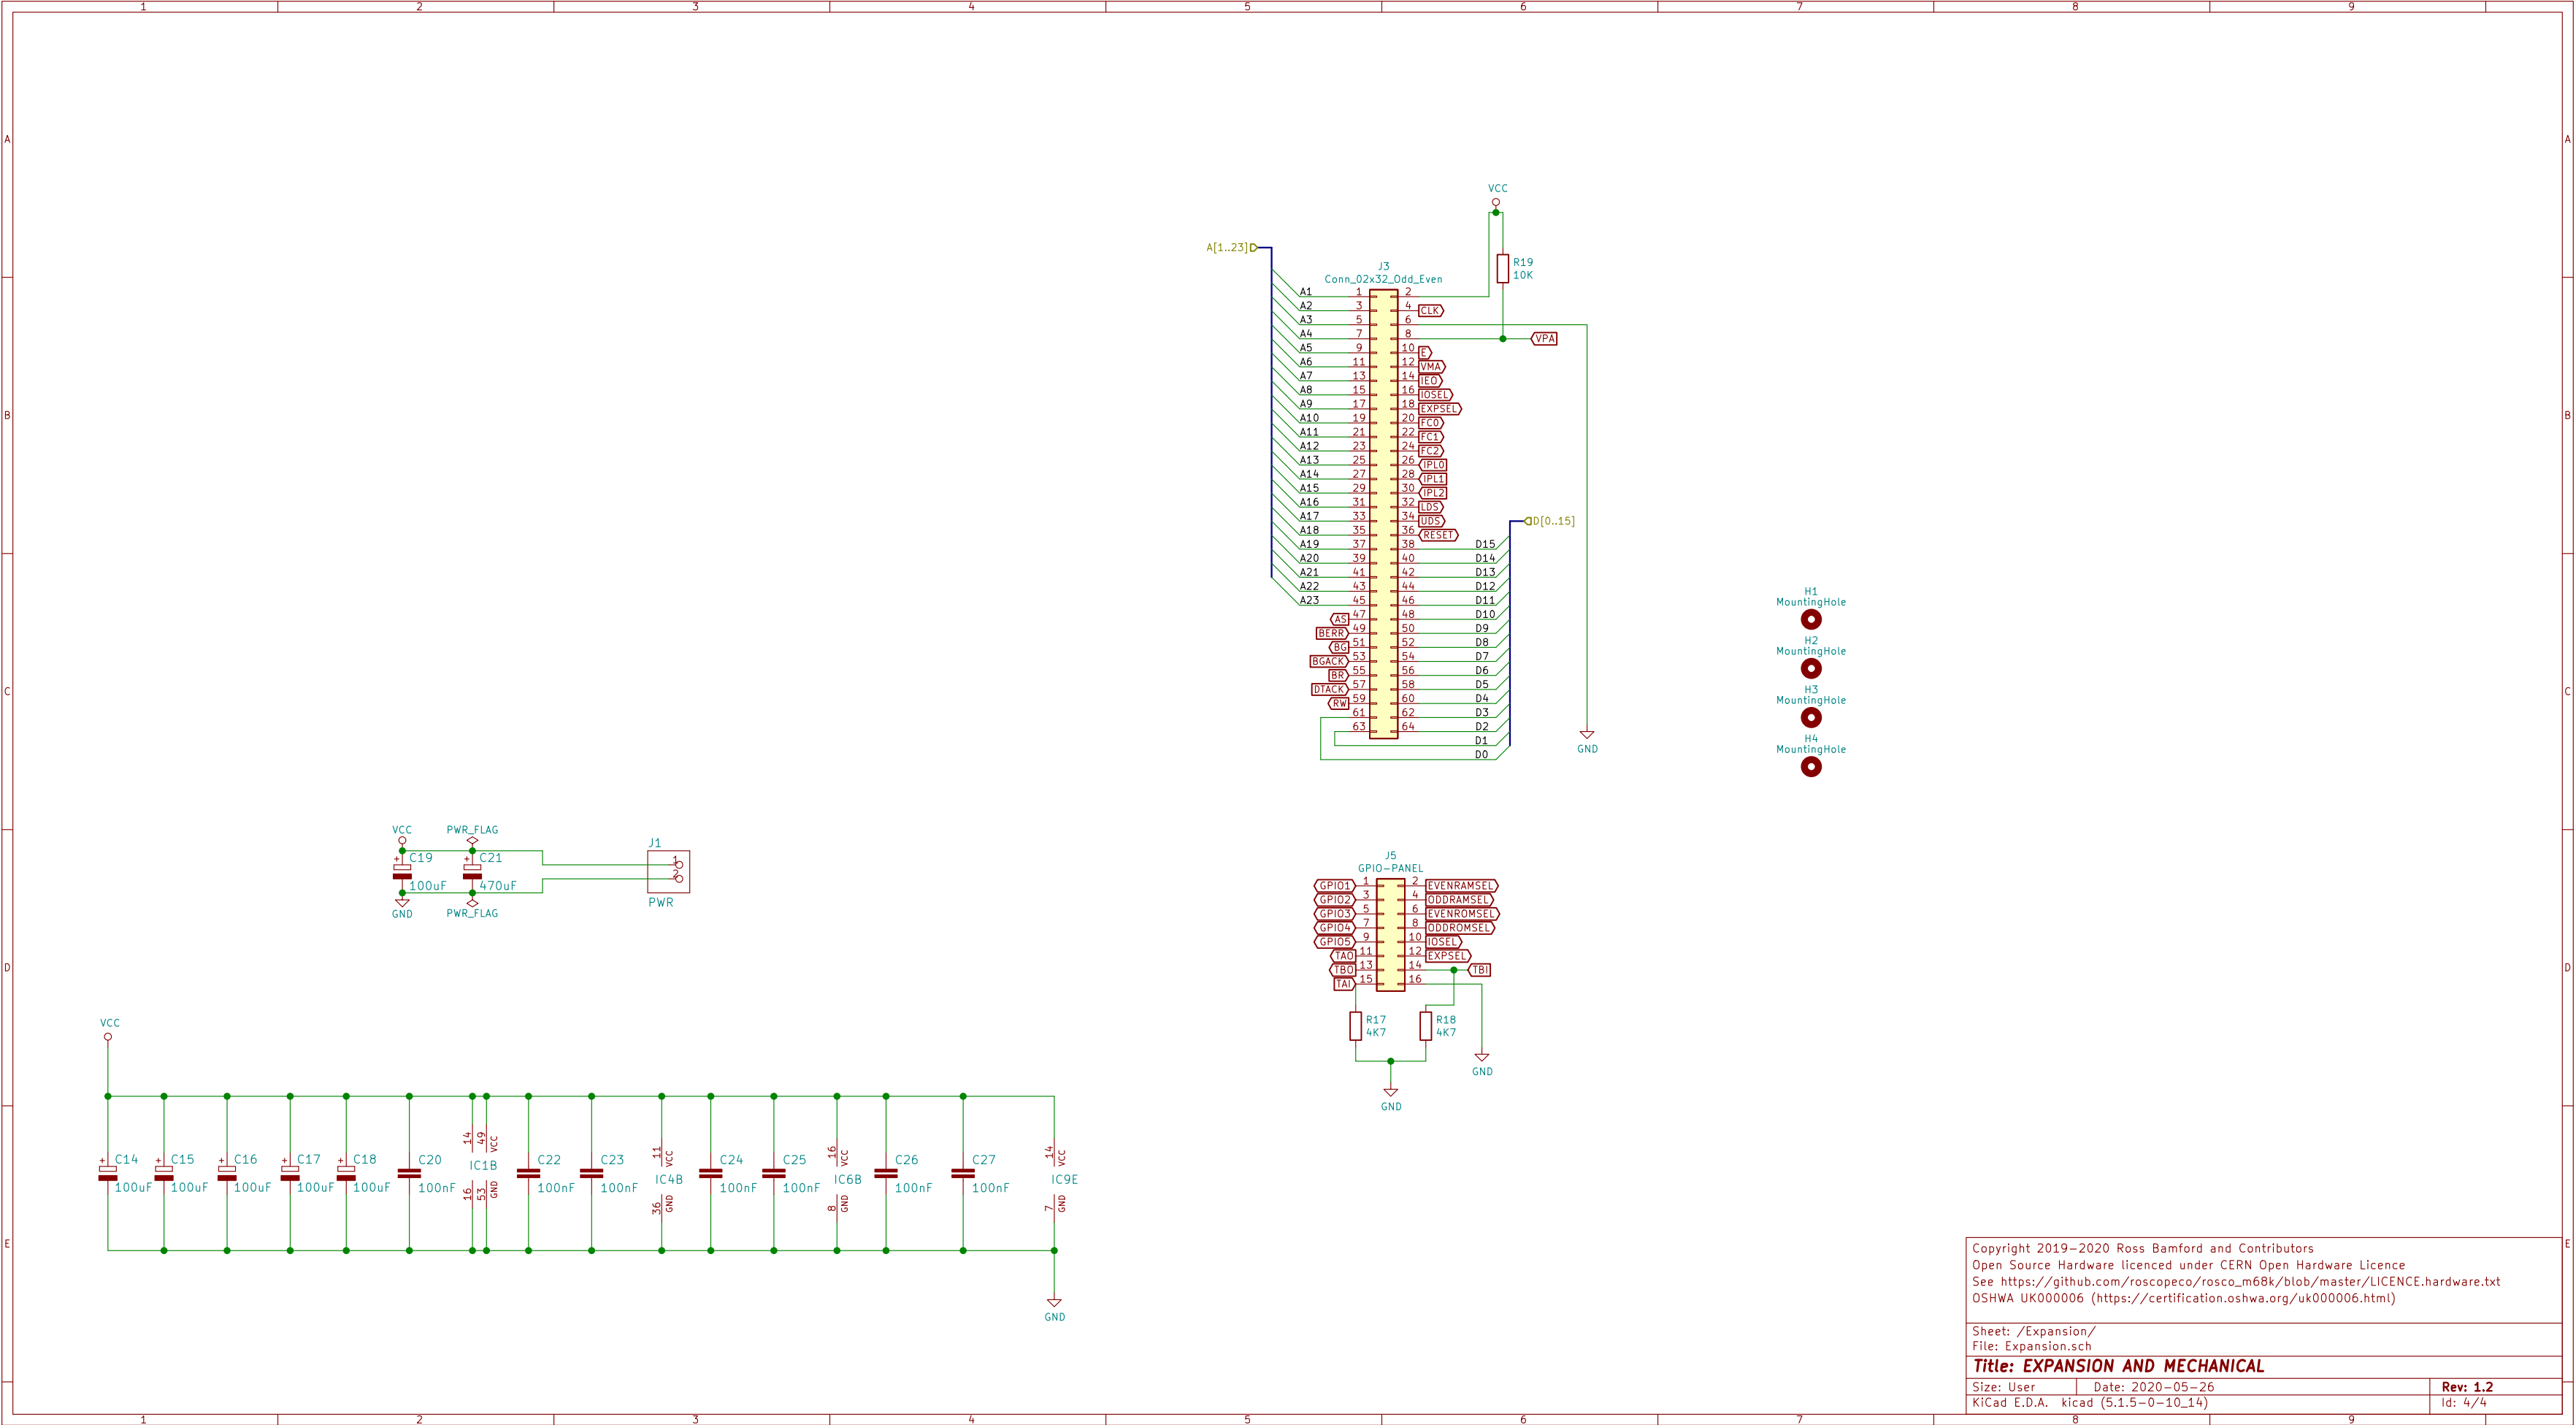 1 2 3 4 5 6 7 8 9
A A
B B
C C
D D
E E
VCC
A[1..23]
R19
10K
J3
Conn_02x32_Odd_Even
A1 1 2
A2 3 4 CLK
A3 5 6
A4 7 8 VPA
A5 9 10 E
A6 11 12 VMA
A7 13 14 IEO
A8 15 16 IOSEL
A9 17 18 EXPSEL
A10 19 20 FC0
A11 21 22 FC1
A12 23 24 FC2
A13 25 26 IPL0
A14 27 28 IPL1
A15 29 30 IPL2
A16 31 32 LDS
A17 33 34 UDS
D[0..15]
A18 35 36 RESET
A19 37 38 D15
A20 39 40 D14
A21 41 42 D13
A22 43 44 D12
A23 45 46 D11
AS 47 48 D10
BERR 49 50 D9
BG 51 52 D8
BGACK 53 54 D7
BR 55 56 D6
DTACK 57 58 D5
RW 59 60 D4
61 62 D3
63 64 D2
D1
D0
GND
H1
MountingHole
H2
MountingHole
H3
MountingHole
H4
MountingHole
VCC PWR_FLAG
C19 C21
100uF 470uF
GND PWR_FLAG
J1
1
2
PWR
J5
GPIO-PANEL
GPIO1 1 2 EVENRAMSEL
GPIO2 3 4 ODDRAMSEL
GPIO3 5 6 EVENROMSEL
GPIO4 7 8 ODDROMSEL
GPIO5 9 10 IOSEL
TAO 11 12 EXPSEL
TBO 13 14 TBI
TAI 15 16
R17 R18
4K7 4K7
GND
GND
VCC
14 49 VCC 11 VCC 16 VCC 14 VCC
C14 C15 C16 C17 C18 C20 IC1B C22 C23 IC4B C24 C25 IC6B C26 C27 IC9E
100uF 100uF 100uF 100uF 100uF 100nF 100nF 100nF 100nF 100nF 100nF 100nF
16 53 GND 36 GND 8 GND 7 GND
GND
Copyright 2019-2020 Ross Bamford and Contributors
Open Source Hardware licenced under CERN Open Hardware Licence
See https://github.com/roscopeco/rosco_m68k/blob/master/LICENCE.hardware.txt
OSHWA UK000006 (https://certification.oshwa.org/uk000006.html)
Sheet: /Expansion/
File: Expansion.sch
Title: EXPANSION AND MECHANICAL
Size: User Date: 2020-05-26 Rev: 1.2
KiCad E.D.A. kicad (5.1.5-0-10_14) Id: 4/4
1 2 3 4 5 6 7 8 9